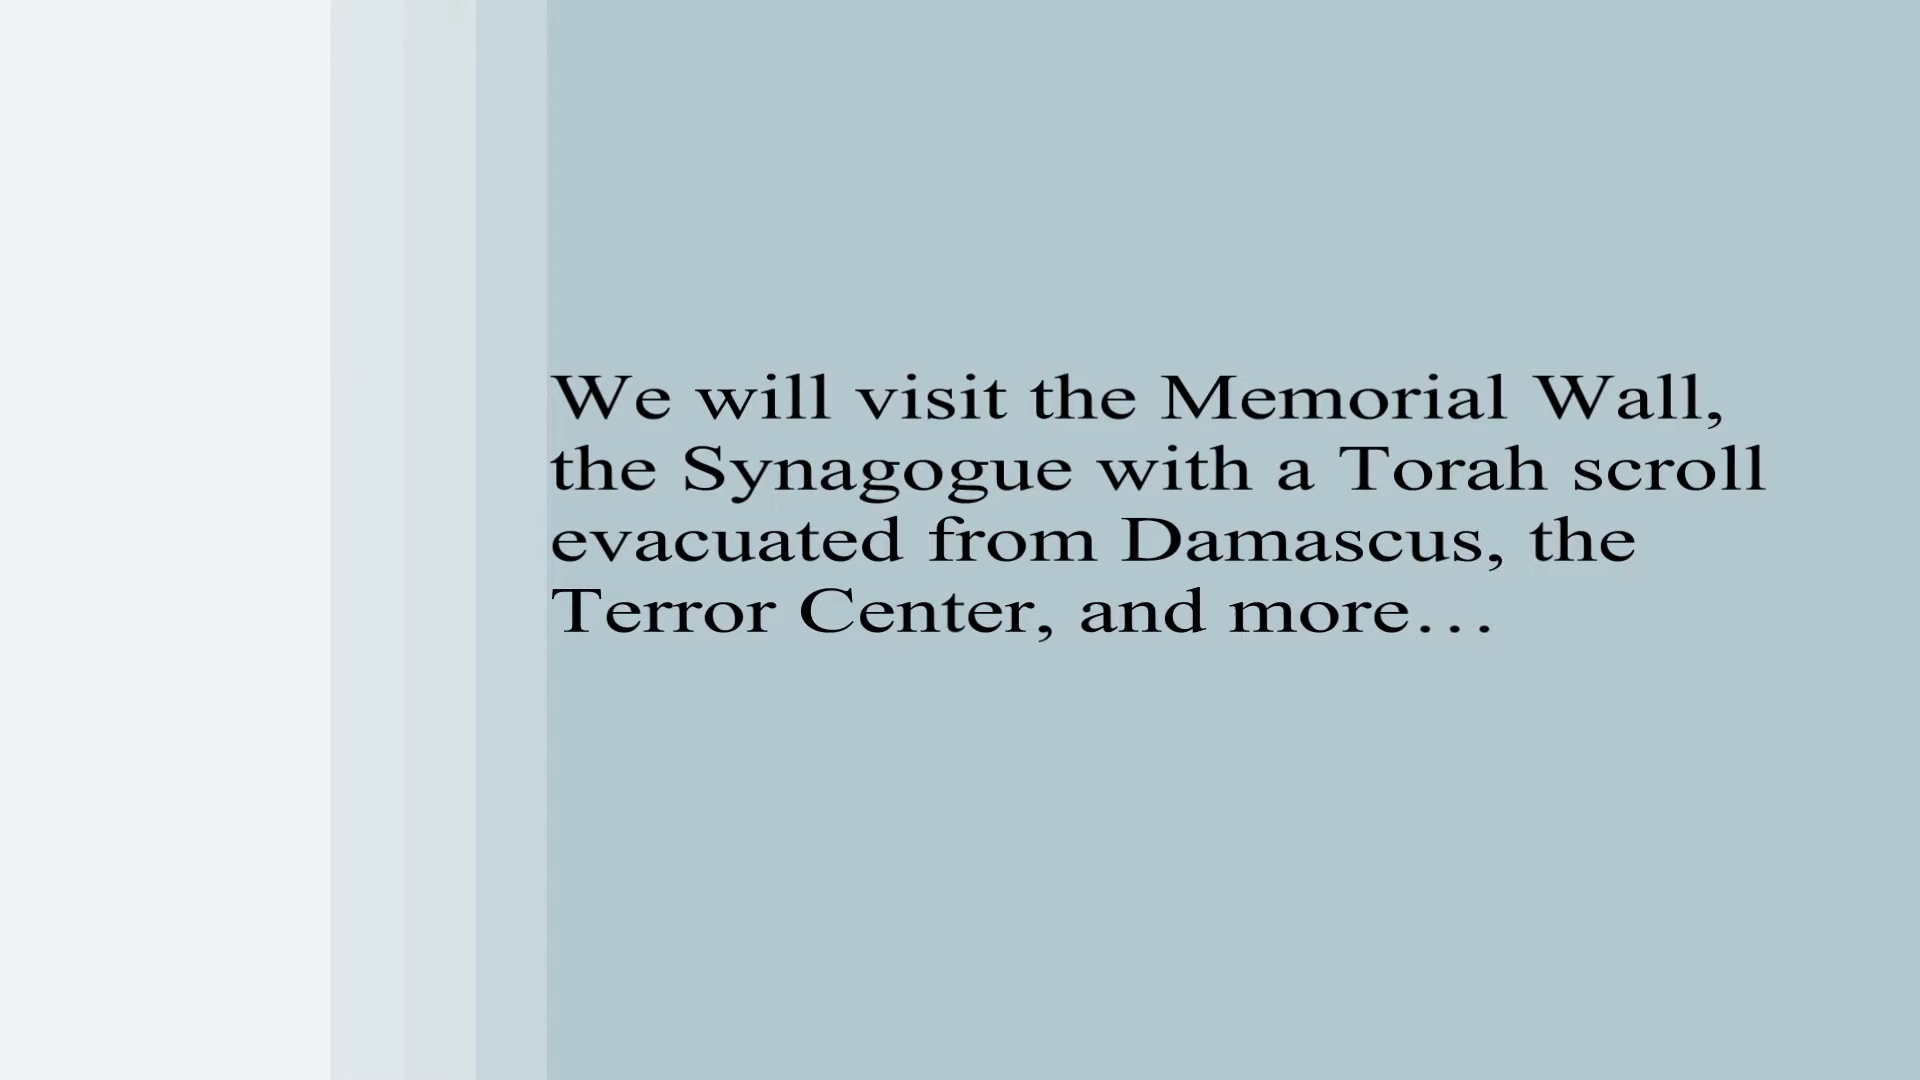 We will visit the Memorial Wall,
the Synagogue with a Torah scroll
evacuated from Damascus, the
Terror Center, and more…